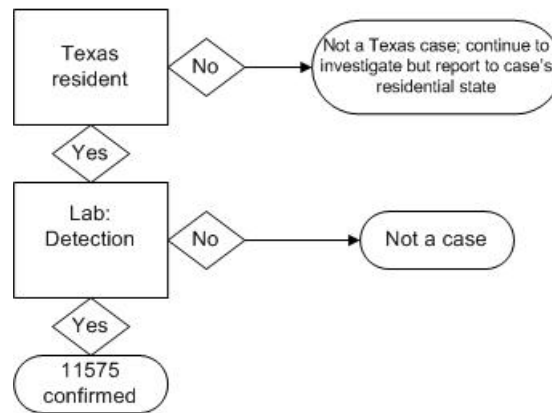 Texas
resident
No
Not a Texas case; continue to
investigate but report to case's
residential state
Yes
Lab:
Detection
No
Not a case
Yes
11575
confirmed